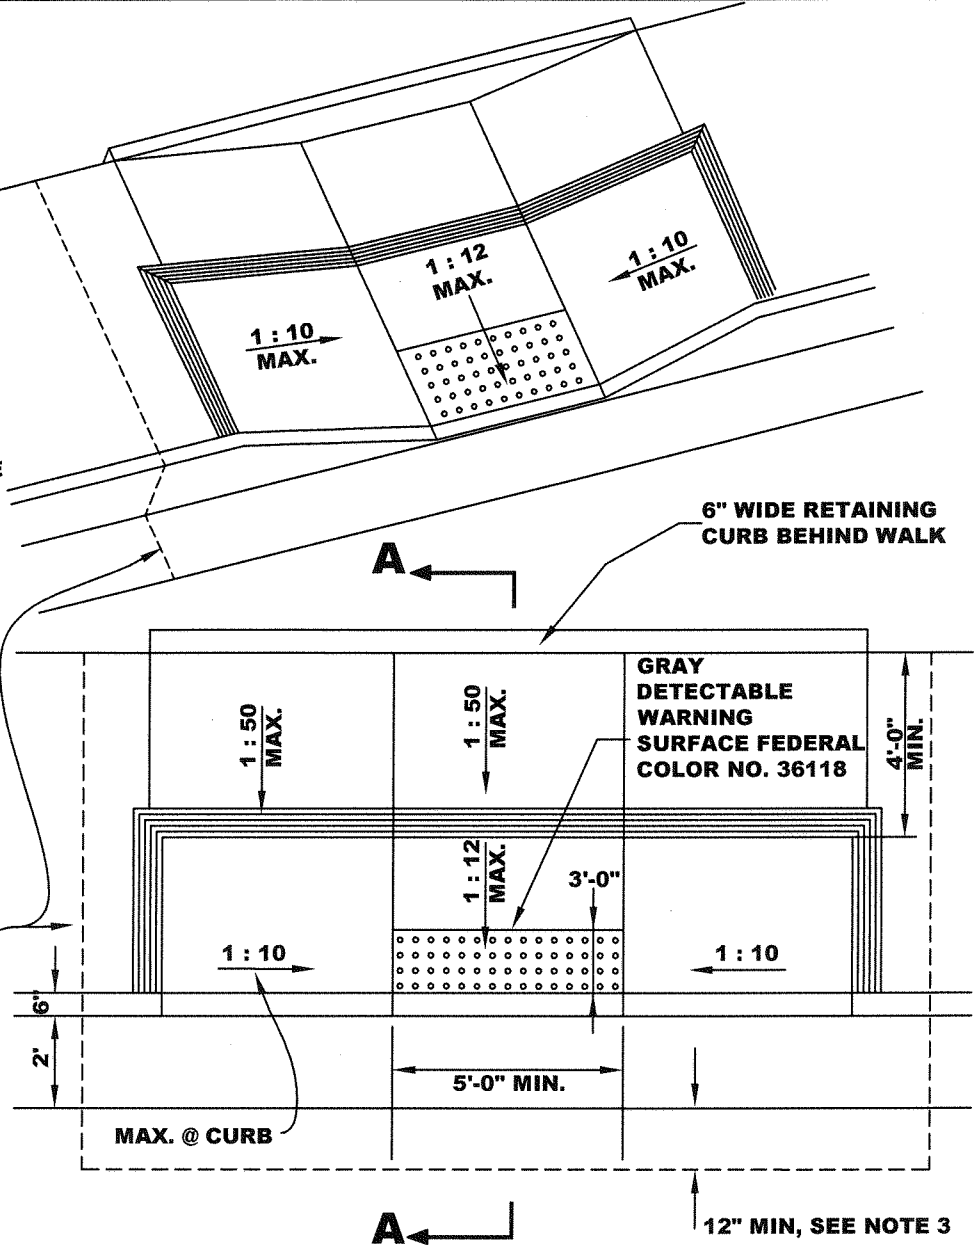 1 : 12
MAX.
1 : 10
MAX.
1 : 10
MAX.
6" WIDE RETAINING
CURB BEHIND WALK
A
GRAY
DETECTABLE
WARNING
SURFACE FEDERAL
COLOR NO. 36118
1 : 50
MAX.
1 : 50
MAX.
4'-0"
MIN.
1 : 12
MAX.
3'-0"
1 : 10
1 : 10
6"
2'
5'-0" MIN.
MAX. @ CURB
A
12" MIN, SEE NOTE 3